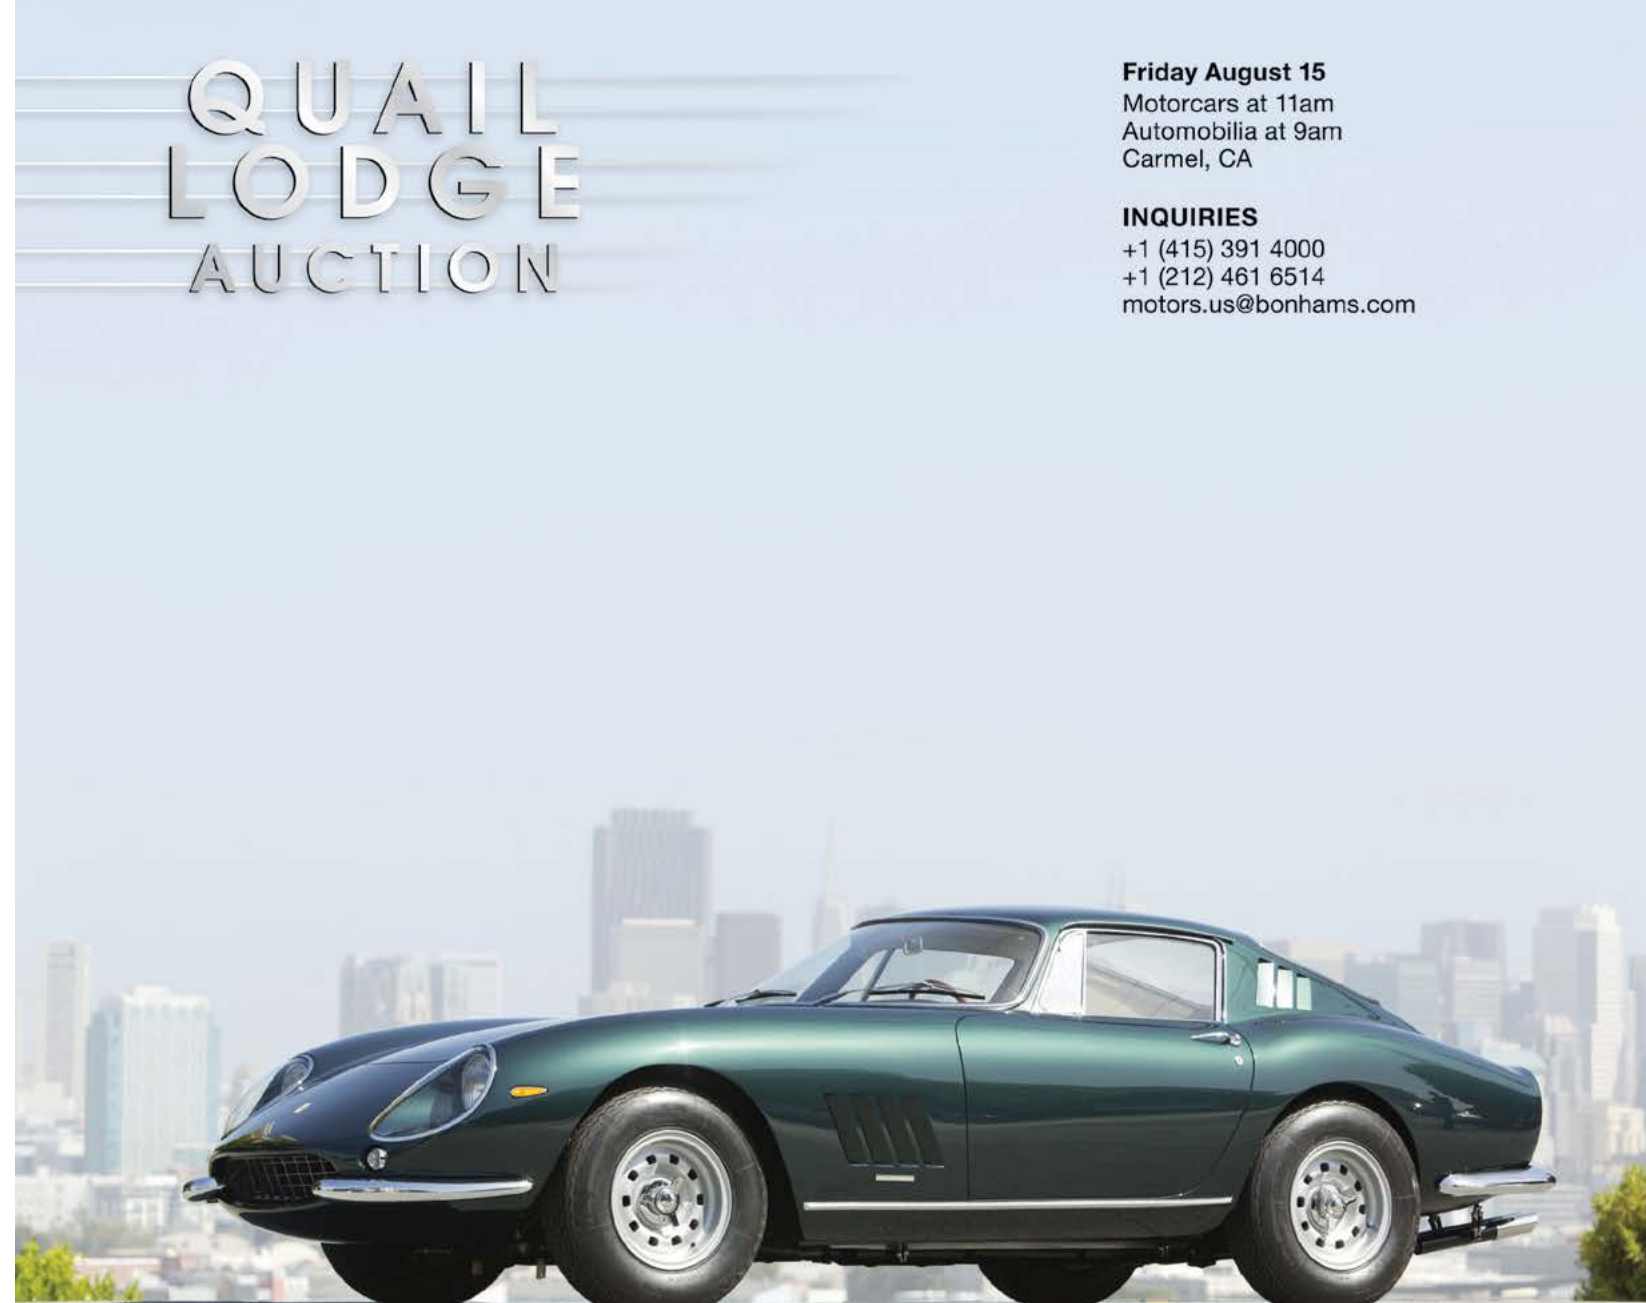 QUAIL
LODGE
AUCTION
Friday August 15
Motorcars at 11am
Automobilia at 9am
Carmel, CA
INQUIRIES
+1 (415) 391 4000
+1 (212) 461 6514
motors.us@bonhams.com